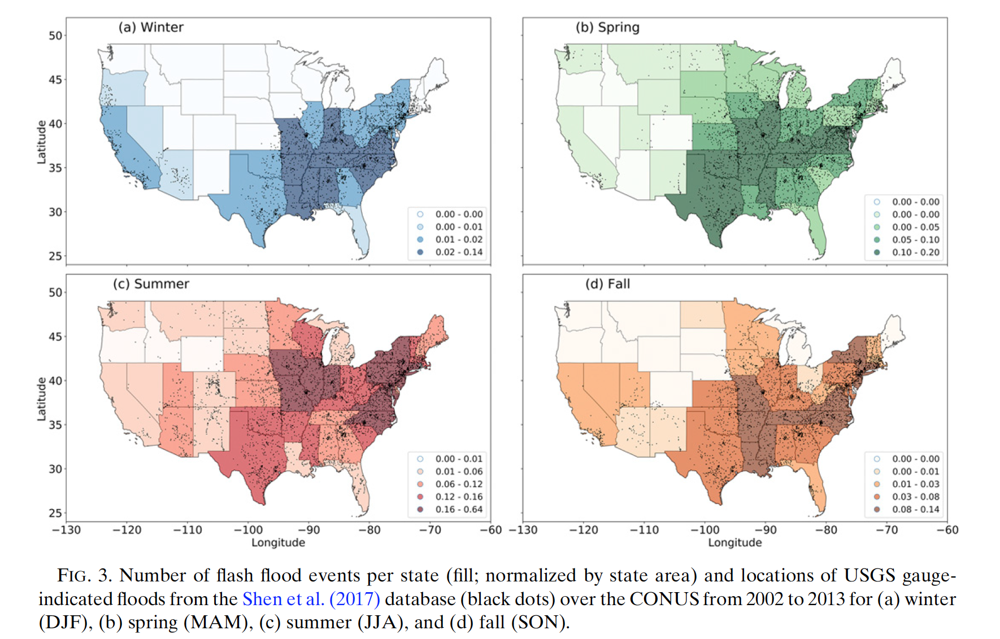 (a) Winter
50
45
40
35
30
25
Latitude
0.00 - 0.00
0.00 - 0.01
0.01 - 0.02
0.02 - 0.14
(b) Spring
0.00 - 0.00
0.00 - 0.00
0.00 - 0.05
0.05 - 0.10
0.10 - 0.20
(c) Summer
50
45
40
35
30
25
Latitude
0.00 - 0.01
0.01 - 0.06
0.06 - 0.12
0.12 - 0.16
0.16 - 0.64
−130 −120 −110 −100 −90 −80 −70 −60
Longitude
(d) Fall
0.00 - 0.00
0.00 - 0.01
0.01 - 0.03
0.03 - 0.08
0.08 - 0.14
−130 −120 −110 −100 −90 −80 −70 −60
Longitude
FIG. 3. Number of flash flood events per state (fill; normalized by state area) and locations of USGS gauge-
indicated floods from the Shen et al. (2017) database (black dots) over the CONUS from 2002 to 2013 for (a) winter
(DJF), (b) spring (MAM), (c) summer (JJA), and (d) fall (SON).